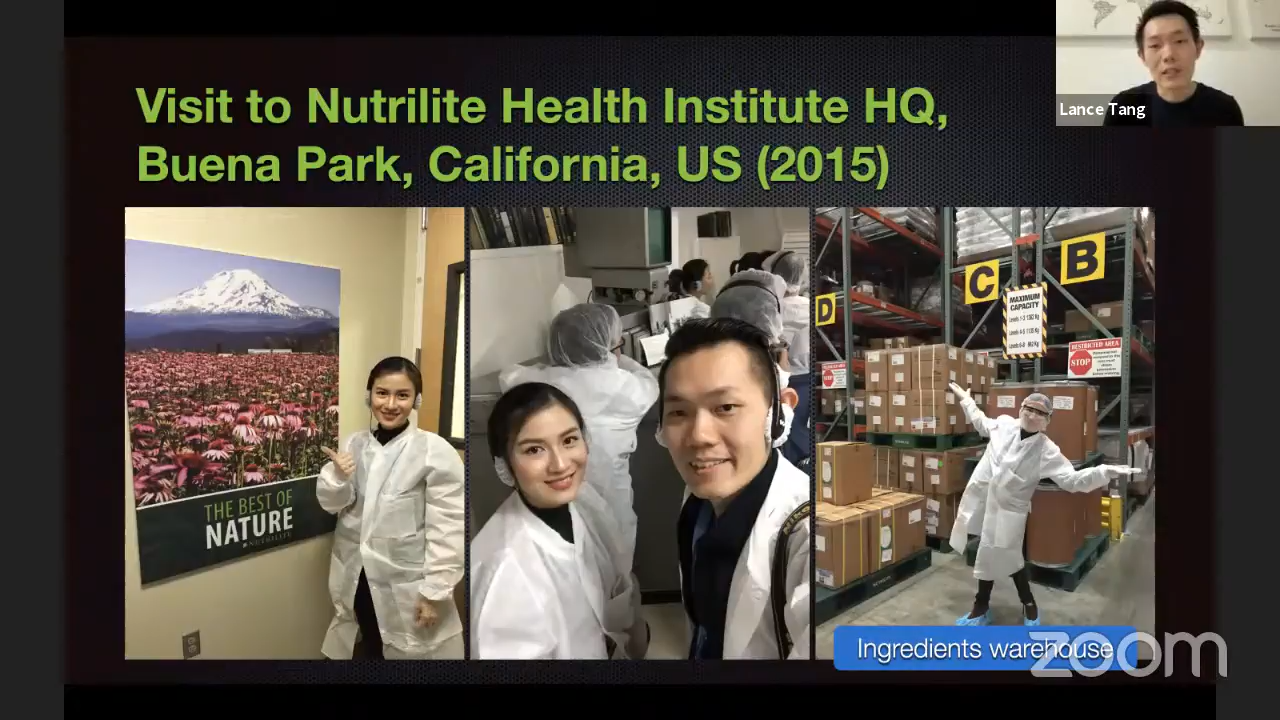 Visit to Nutrilite Health Institute HQ,
Buena Park, California, US (2015)
Lance Tang
THE BEST OF
NATURE
D
C
B
MAXIMUM
CAPACITY
RESTRICTED AREA
STOP
Ingredients warehouse
zoom